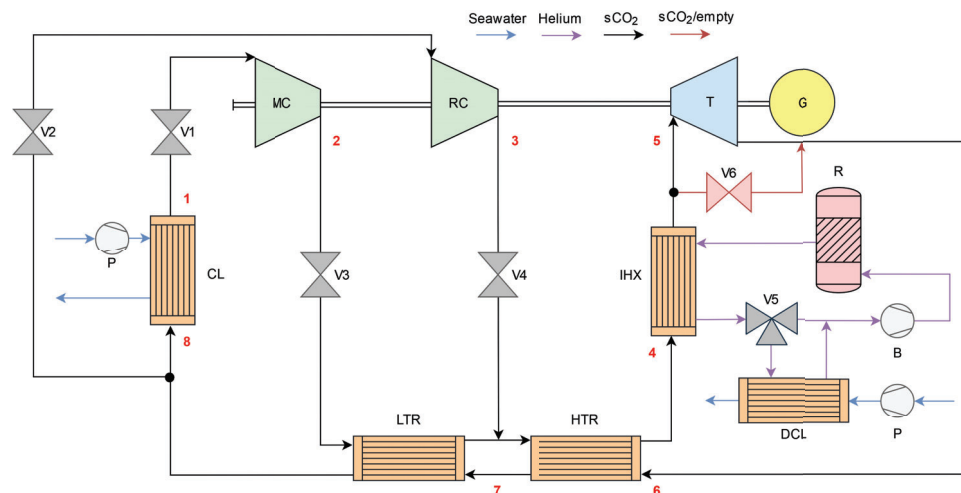 Seawater Helium sCO₂ sCO₂/empty
MC RC T G
V2 V1
2 3 5
V6 R
1
P CL V3 V4 IHX V5
8 4 B
LTR HTR DCL P
7 6